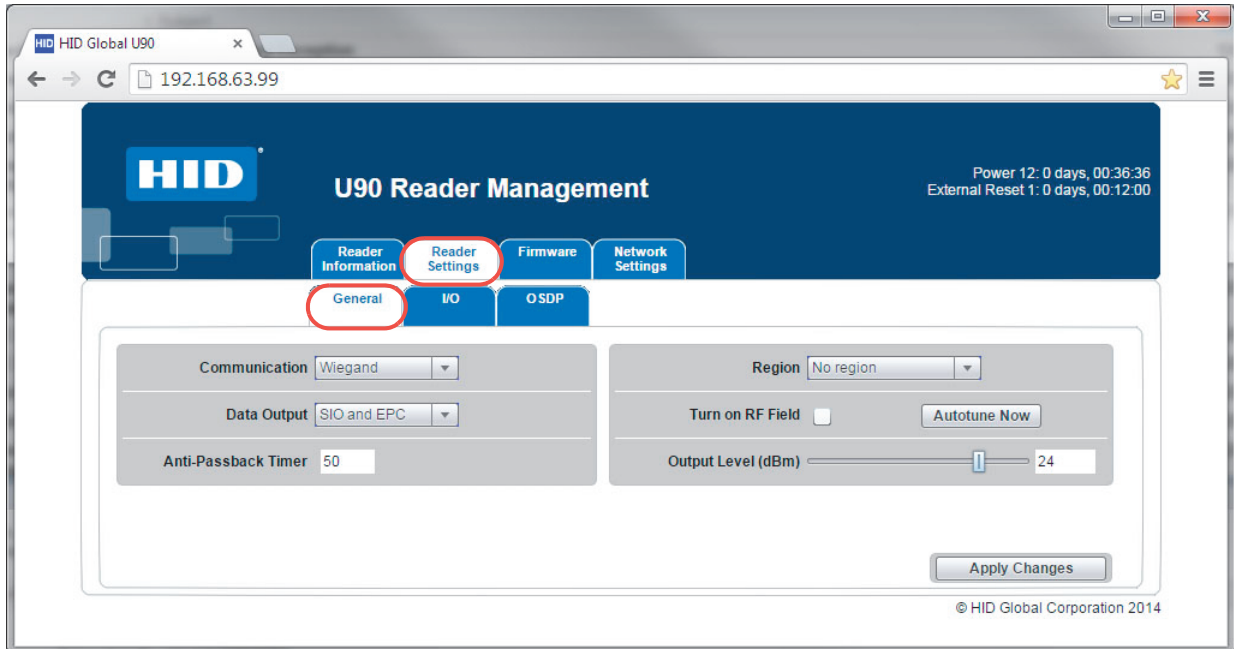 HID HID Global U90
192.168.63.99
HID
U90 Reader Management
Power 12: 0 days, 00:36:36
External Reset 1: 0 days, 00:12:00
Reader Information
Reader Settings
Firmware
Network Settings
General
I/O
OSDP
Communication Wiegand
Region No region
Data Output SIO and EPC
Turn on RF Field
Autotune Now
Anti-Passback Timer 50
Output Level (dBm) 24
Apply Changes
© HID Global Corporation 2014